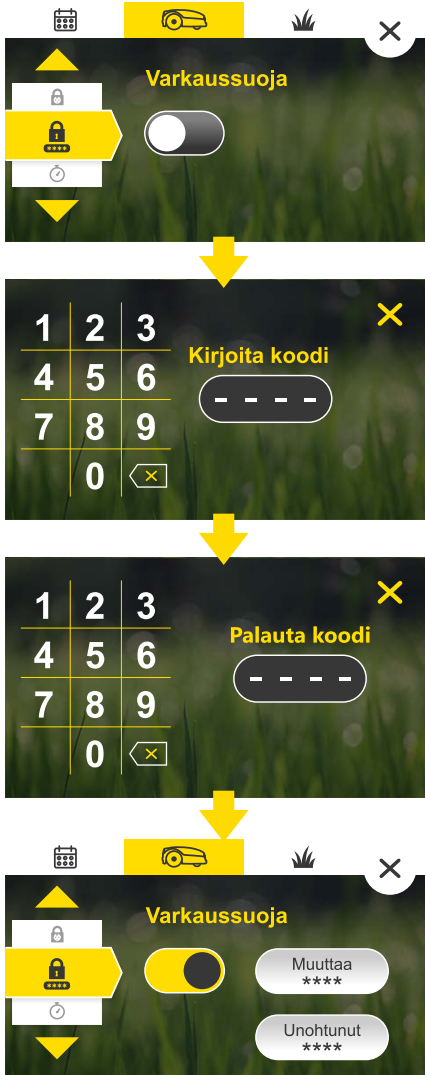 Varkaussuoja
****
1 2 3
Kirjoita koodi
4 5 6
- - - -
7 8 9
0
1 2 3
Palauta koodi
4 5 6
- - - -
7 8 9
0
Varkaussuoja
****
Muuttaa
****
Unohtunut
****